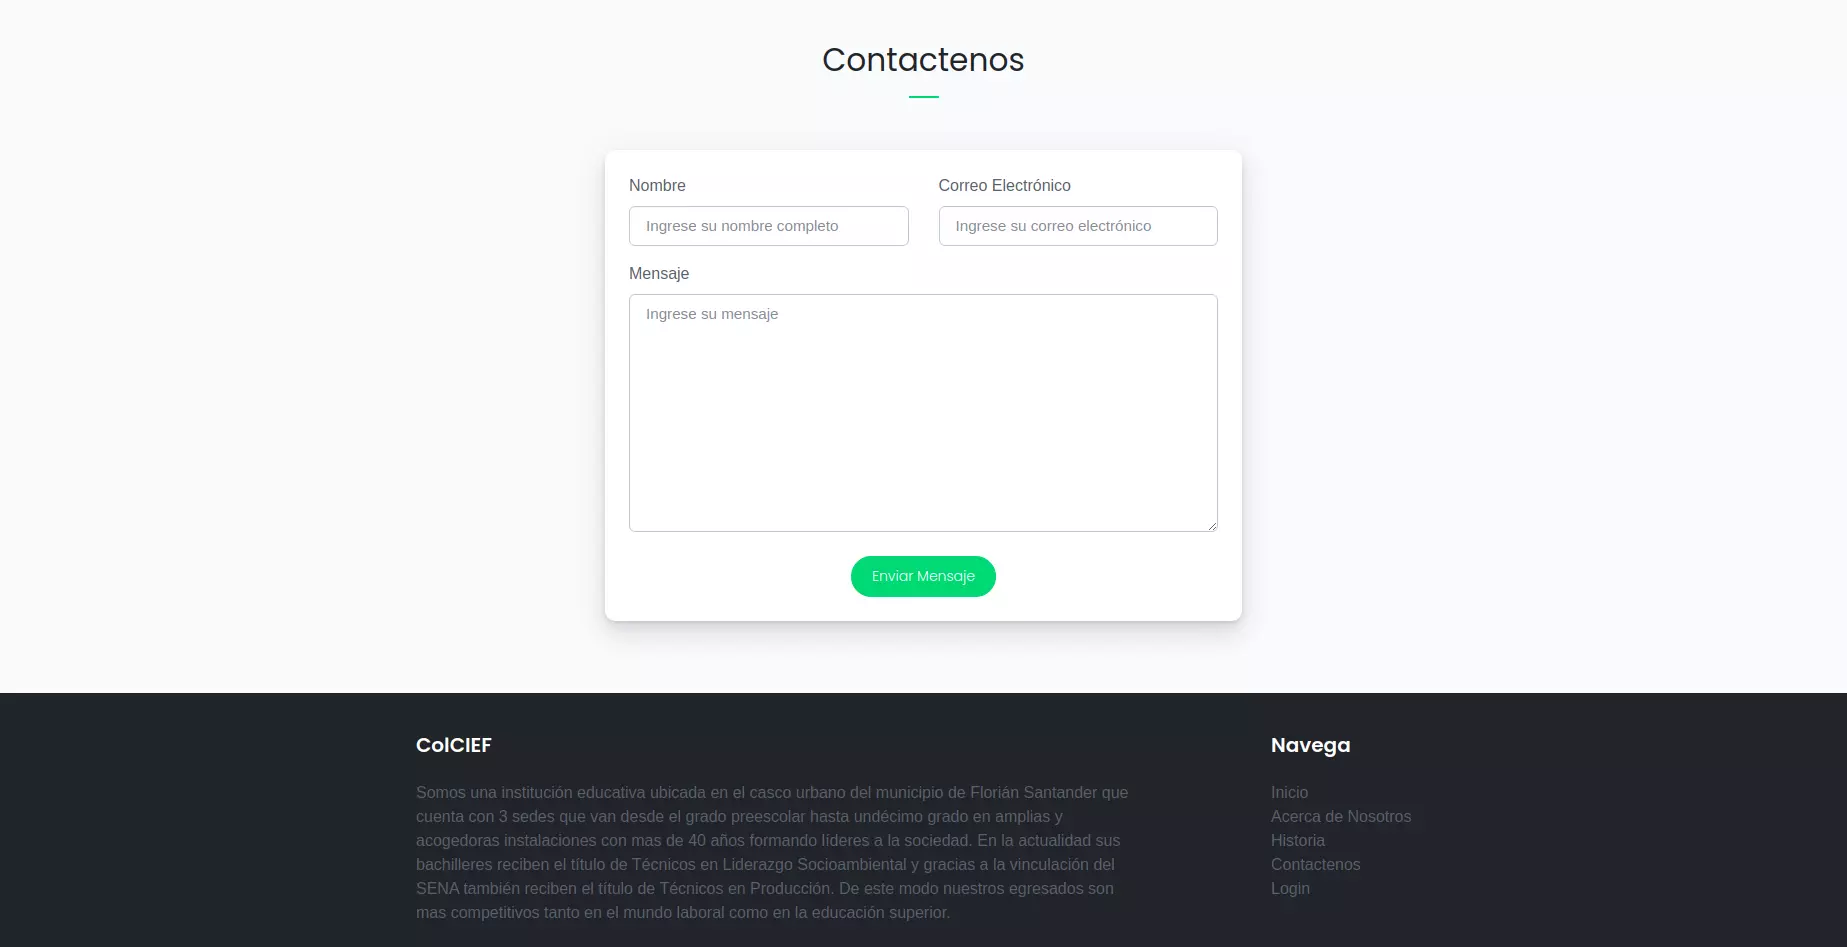 Contactenos
Nombre
Correo Electrónico
Ingrese su nombre completo
Ingrese su correo electrónico
Mensaje
Ingrese su mensaje
Enviar Mensaje
ColCIEF
Somos una institución educativa ubicada en el casco urbano del municipio de Florián Santander que
cuenta con 3 sedes que van desde el grado preescolar hasta undécimo grado en amplias y
acogedoras instalaciones con mas de 40 años formando líderes a la sociedad. En la actualidad sus
bachilleres reciben el título de Técnicos en Liderazgo Socioambiental y gracias a la vinculación del
SENA también reciben el título de Técnicos en Producción. De este modo nuestros egresados son
mas competitivos tanto en el mundo laboral como en la educación superior.
Navega
Inicio
Acerca de Nosotros
Historia
Contactenos
Login